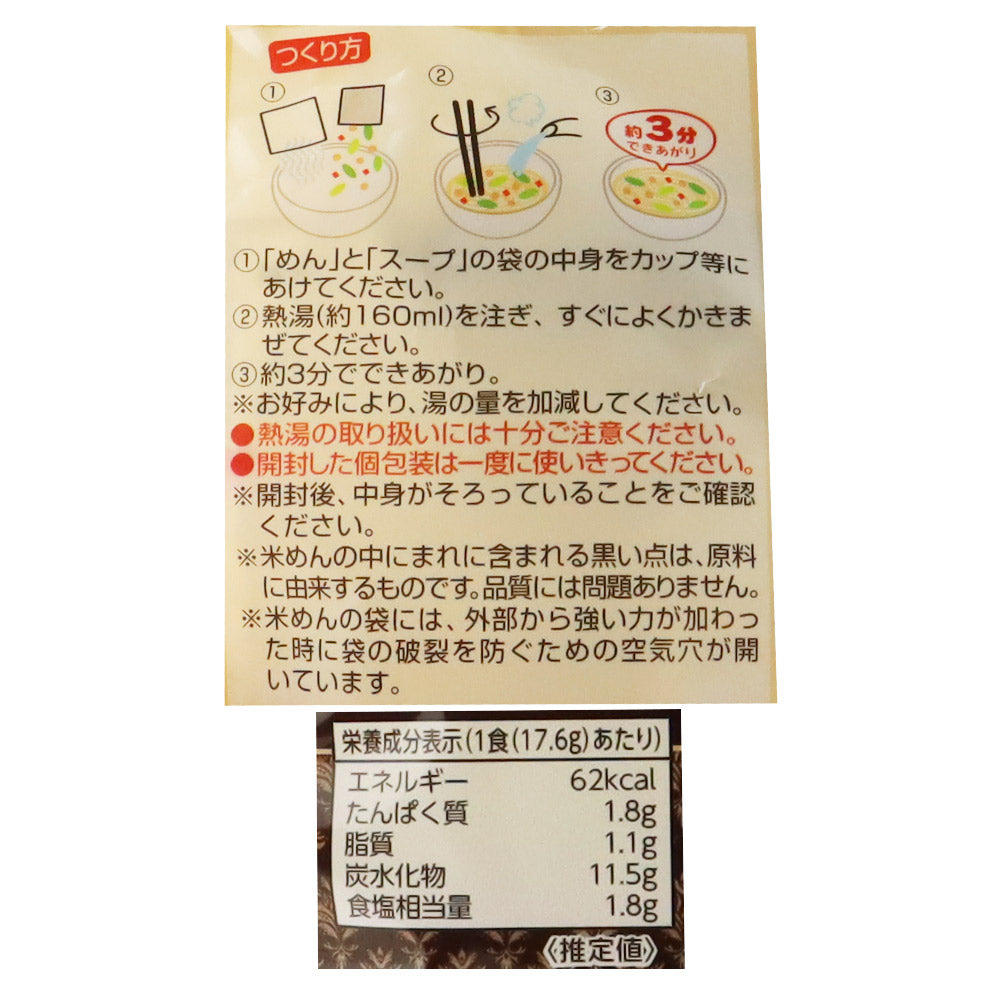 つくり方
①
②
③
約3分
できあがり
①「めん」と「スープ」の袋の中身をカップ等に
あけてください。
②熱湯(約160ml)を注ぎ、すぐによくかきま
ぜてください。
③約3分でできあがり。
※お好みにより、湯の量を加減してください。
●熱湯の取り扱いには十分ご注意ください。
●開封した個包装は一度に使いきってください。
※開封後、中身がそろっていることをご確認
ください。
※米めんの中にまれに含まれる黒い点は、原料
に由来するものです。品質には問題ありません。
※米めんの袋には、外部から強い力が加わっ
た時に袋の破裂を防ぐための空気穴が開
いています。
栄養成分表示(1食(17.6g)あたり)
エネルギー 62kcal
たんぱく質 1.8g
脂質 1.1g
炭水化物 11.5g
食塩相当量 1.8g
《推定値》